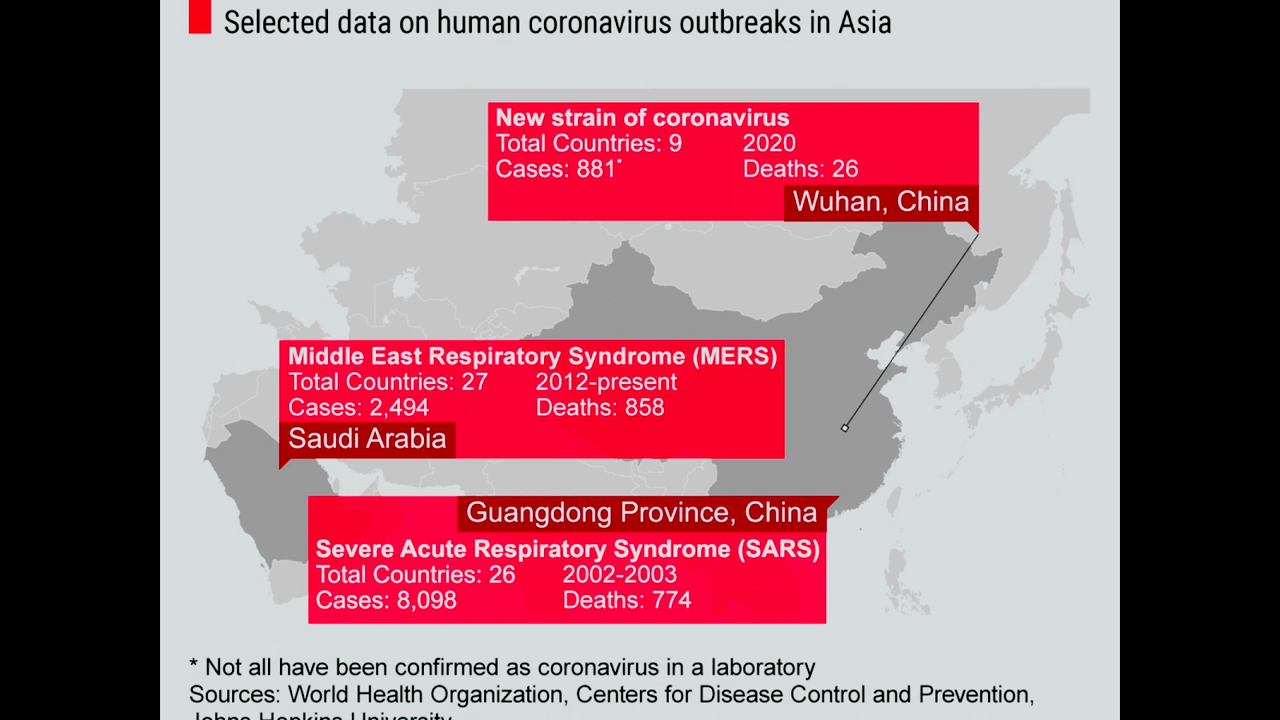 Selected data on human coronavirus outbreaks in Asia
New strain of coronavirus
Total Countries: 9 2020
Cases: 881* Deaths: 26
Wuhan, China
Middle East Respiratory Syndrome (MERS)
Total Countries: 27 2012-present
Cases: 2,494 Deaths: 858
Saudi Arabia
Guangdong Province, China
Severe Acute Respiratory Syndrome (SARS)
Total Countries: 26 2002-2003
Cases: 8,098 Deaths: 774
* Not all have been confirmed as coronavirus in a laboratory
Sources: World Health Organization, Centers for Disease Control and Prevention,
Johns Hopkins University